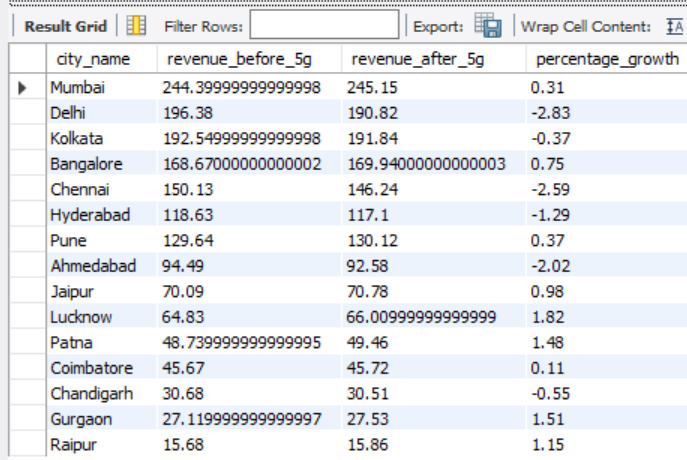 Result Grid Filter Rows: Export: Wrap Cell Content: IA
city_name revenue_before_5g revenue_after_5g percentage_growth
Mumbai 244.39999999999998 245.15 0.31
Delhi 196.38 190.82 -2.83
Kolkata 192.54999999999998 191.84 -0.37
Bangalore 168.67000000000002 169.94000000000003 0.75
Chennai 150.13 146.24 -2.59
Hyderabad 118.63 117.1 -1.29
Pune 129.64 130.12 0.37
Ahmedabad 94.49 92.58 -2.02
Jaipur 70.09 70.78 0.98
Lucknow 64.83 66.00999999999999 1.82
Patna 48.739999999999995 49.46 1.48
Coimbatore 45.67 45.72 0.11
Chandigarh 30.68 30.51 -0.55
Gurgaon 27.119999999999997 27.53 1.51
Raipur 15.68 15.86 1.15